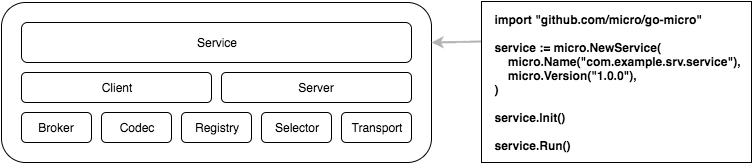 Service
Client
Server
Broker
Codec
Registry
Selector
Transport
import "github.com/micro/go-micro"
service := micro.NewService(
micro.Name("com.example.srv.service"),
micro.Version("1.0.0"),
)
service.Init()
service.Run()